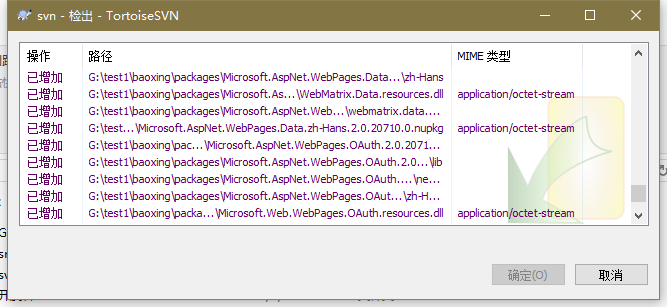 svn - 检出 - TortoiseSVN
操作 路径 MIME 类型
已增加 G:\test1\baoxing\packages\Microsoft.AspNet.WebPages.Data...\zh-Hans
已增加 G:\test1\baoxing\packages\Microsoft.As...\WebMatrix.Data.resources.dll application/octet-stream
已增加 G:\test1\baoxing\packages\Microsoft.AspNet.Web...\webmatrix.data....
已增加 G:\test...\Microsoft.AspNet.WebPages.Data.zh-Hans.2.0.20710.0.nupkg application/octet-stream
已增加 G:\test1\baoxing\pac...\Microsoft.AspNet.WebPages.OAuth.2.0.2071...
已增加 G:\test1\baoxing\packages\Microsoft.AspNet.WebPages.OAuth.2.0...\lib
已增加 G:\test1\baoxing\packages\Microsoft.AspNet.WebPages.OAuth....\ne...
已增加 G:\test1\baoxing\packages\Microsoft.AspNet.WebPages.OAut...\zh-H...
已增加 G:\test1\baoxing\packa...\Microsoft.Web.WebPages.OAuth.resources.dll application/octet-stream
确定(O) 取消